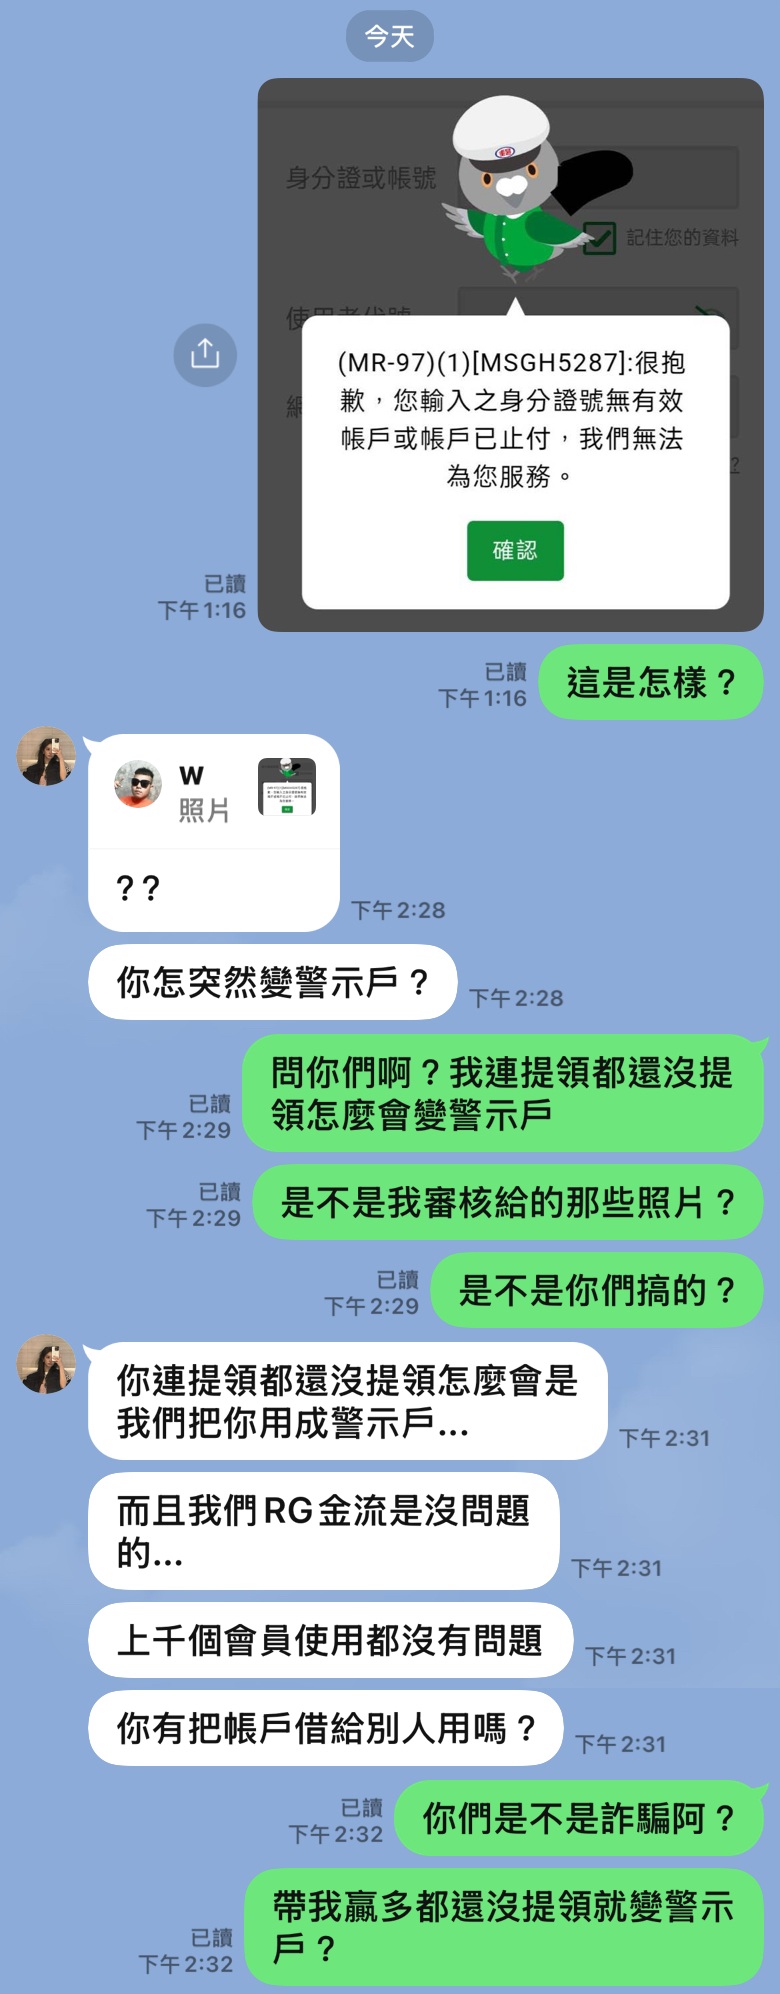 今天
身分證或帳號
記住您的資料
(MR-97)(1)[MSGH5287]:很抱
歉，您輸入之身分證號無有效
帳戶或帳戶已止付，我們無法
為您服務。
確認
已讀
下午1:16
這是怎樣？
已讀
下午1:16
W
照片
??
下午2:28
你怎突然變警示戶？
下午2:28
問你們啊？我連提領都還沒提
領怎麼會變警示戶
已讀
下午2:29
是不是我審核給的那些照片？
已讀
下午2:29
是不是你們搞的？
已讀
下午2:29
你連提領都還沒提領怎麼會是
我們把你用成警示戶...
下午2:31
而且我們RG金流是沒問題
的...
下午2:31
上千個會員使用都沒有問題
下午2:31
你有把帳戶借給別人用嗎？
下午2:31
你們是不是詐騙阿？
已讀
下午2:32
帶我贏多都還沒提領就變警示
戶？
已讀
下午2:32